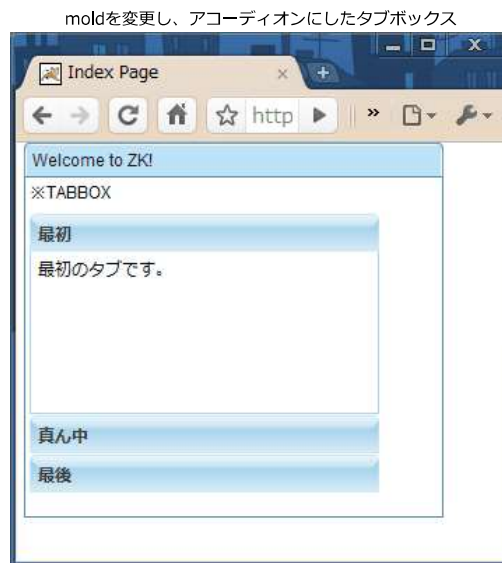 moldを変更し、アコーディオンにしたタブボックス
Index Page
http
Welcome to ZK!
※TABBOX
最初
最初のタブです。
真ん中
最後